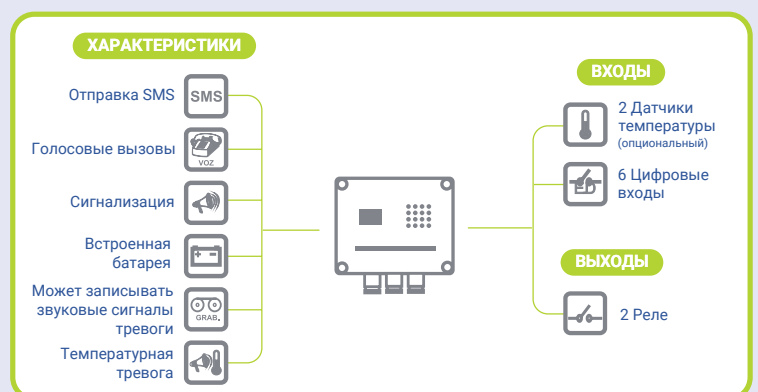 ХАРАКТЕРИСТИКИ
Отправка SMS
SMS
Голосовые вызовы
VOZ
Сигнализация
Встроенная
батарея
Может записывать
звуковые сигналы
тревоги
GRAB.
Температурная
тревога
ВХОДЫ
2 Датчики
температуры
(опциональный)
6 Цифровые
входы
ВЫХОДЫ
2 Реле